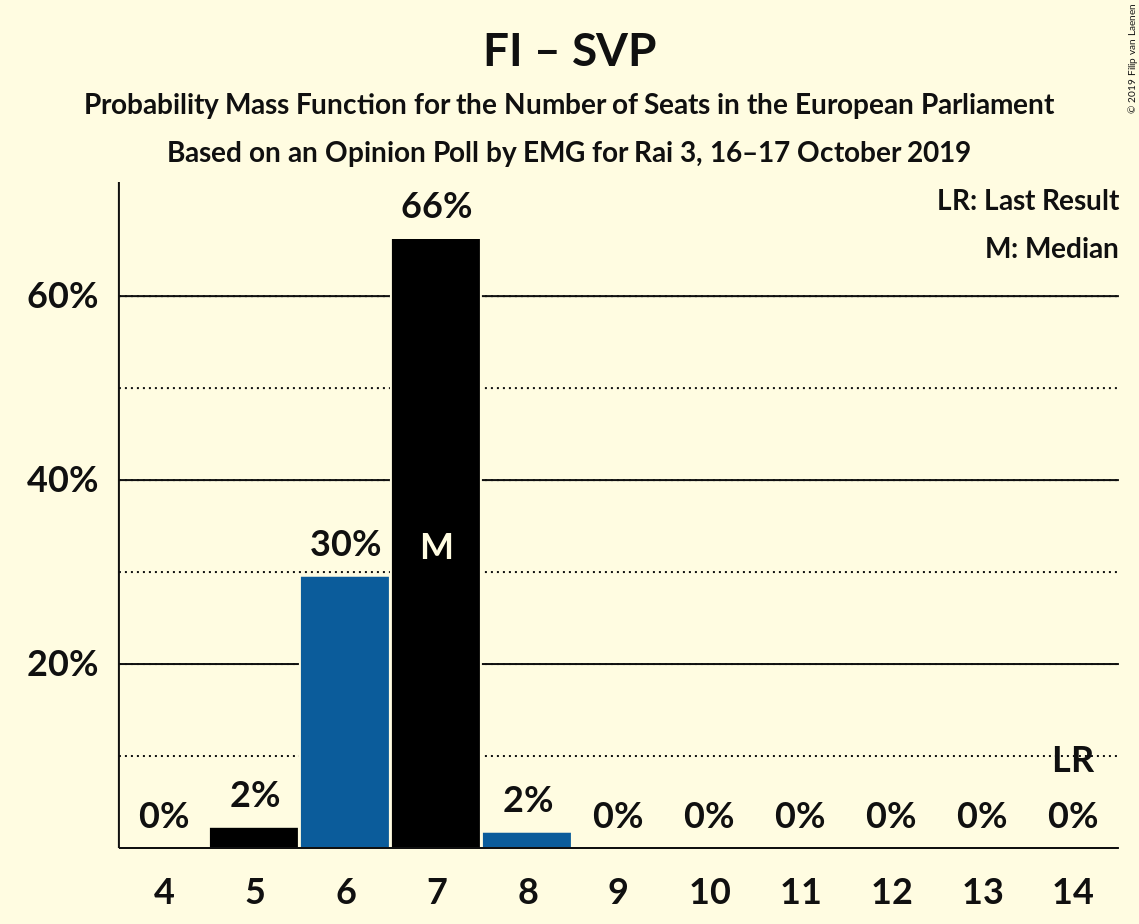 FI – SVP
Probability Mass Function for the Number of Seats in the European Parliament
Based on an Opinion Poll by EMG for Rai 3, 16–17 October 2019
© 2019 Filip van Laenen
LR: Last Result
M: Median
66%
60%
40%
30%
M
20%
LR
0% 2% 2% 0% 0% 0% 0% 0% 0%
4 5 6 7 8 9 10 11 12 13 14